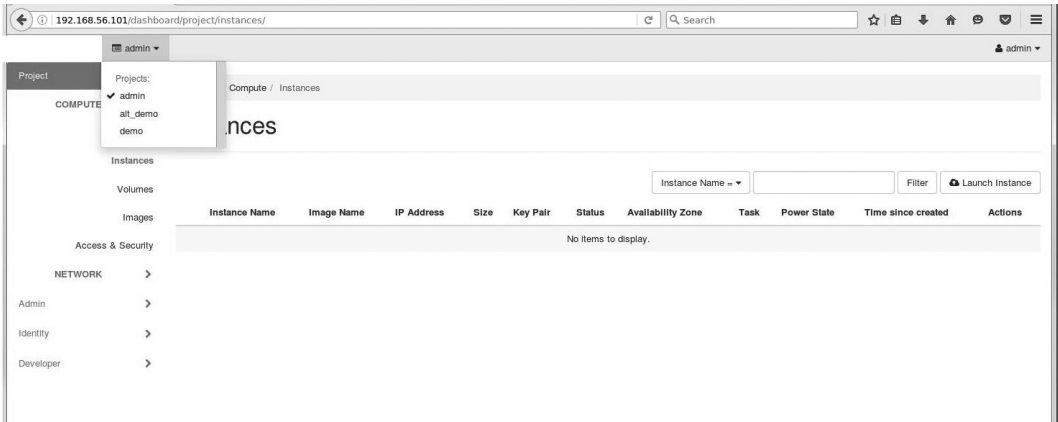 192.168.56.101/dashboard/project/instances/
Search
admin
admin
Project
Projects:
admin
alt_demo
demo
COMPUTE
Compute / Instances
nces
Instances
Volumes
Images
Access & Security
NETWORK
Admin
Identity
Developer
Instance Name =
Filter
Launch Instance
Instance Name Image Name IP Address Size Key Pair Status Availability Zone Task Power State Time since created Actions
No items to display.